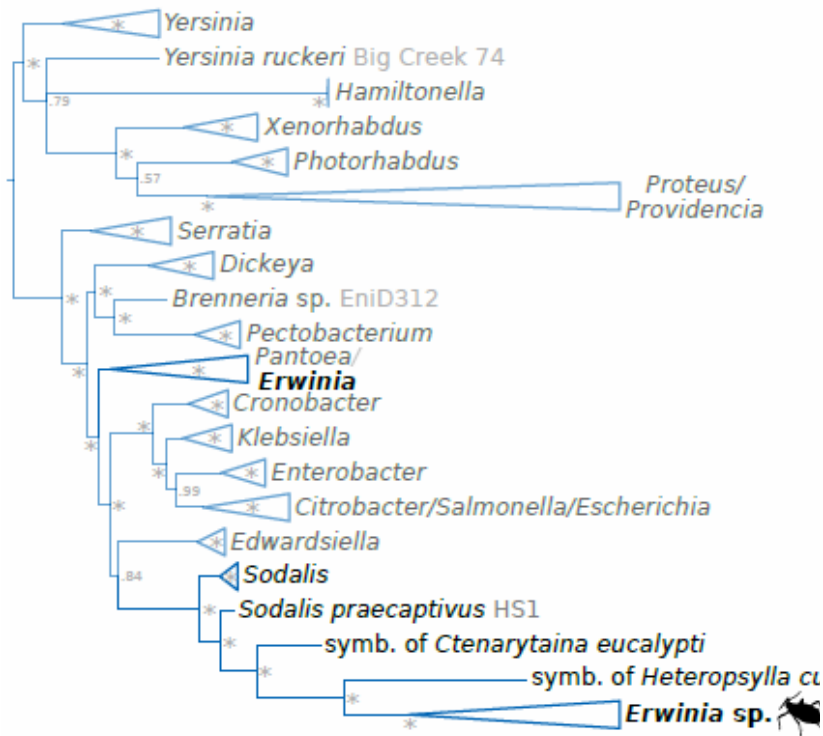 *
Yersinia
*
Yersinia ruckeri Big Creek 74
.79
*
Hamiltonella
*
Xenorhabdus
*
*
Photorhabdus
.57
*
Proteus/
Providencia
*
Serratia
*
*
Dickeya
*
Brenneria sp. EniD312
*
*
Pectobacterium
*
*
Pantoea/
Erwinia
*
*
Cronobacter
*
*
Klebsiella
*
*
Enterobacter
.99
*
Citrobacter/Salmonella/Escherichia
*
*
Edwardsiella
.84
*
Sodalis
*
Sodalis praecaptivus HS1
*
symb. of Ctenarytaina eucalypti
*
symb. of Heteropsylla cu
*
*
Erwinia sp.